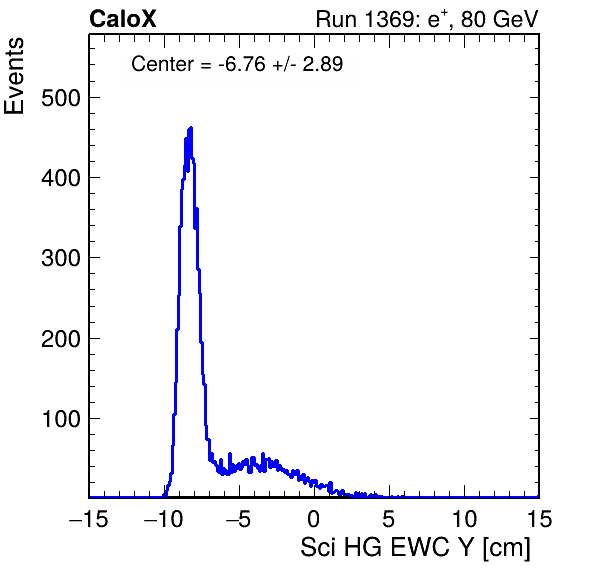 CaloX Run 1369: e⁺, 80 GeV
Center = -6.76 +/- 2.89
Events
500
400
300
200
100
−15 −10 −5 0 5 10 15
Sci HG EWC Y [cm]